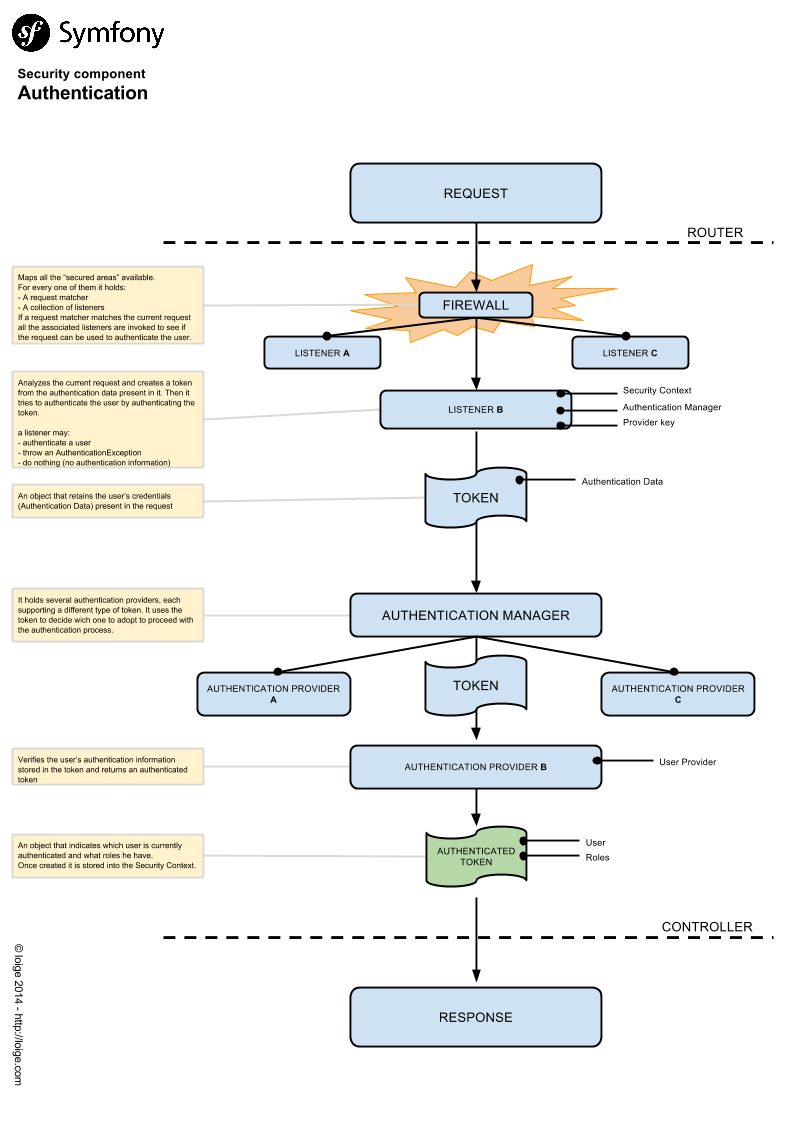 sf Symfony
Security component
Authentication
REQUEST
ROUTER
Maps all the “secured areas” available.
For every one of them it holds:
- A request matcher
- A collection of listeners
If a request matcher matches the current request
all the associated listeners are invoked to see if
the request can be used to authenticate the user.
FIREWALL
LISTENER A
LISTENER C
Analyzes the current request and creates a token
from the authentication data present in it. Then it
tries to authenticate the user by authenticating the
token.
a listener may:
- authenticate a user
- throw an AuthenticationException
- do nothing (no authentication information)
LISTENER B
Security Context
Authentication Manager
Provider key
An object that retains the user’s credentials
(Authentication Data) present in the request
TOKEN
Authentication Data
It holds several authentication providers, each
supporting a different type of token. It uses the
token to decide wich one to adopt to proceed with
the authentication process.
AUTHENTICATION MANAGER
AUTHENTICATION PROVIDER
A
TOKEN
AUTHENTICATION PROVIDER
C
Verifies the user’s authentication information
stored in the token and returns an authenticated
token
AUTHENTICATION PROVIDER B
User Provider
An object that indicates which user is currently
authenticated and what roles he have.
Once created it is stored into the Security Context.
AUTHENTICATED
TOKEN
User
Roles
CONTROLLER
RESPONSE
© loige 2014 - http://loige.com